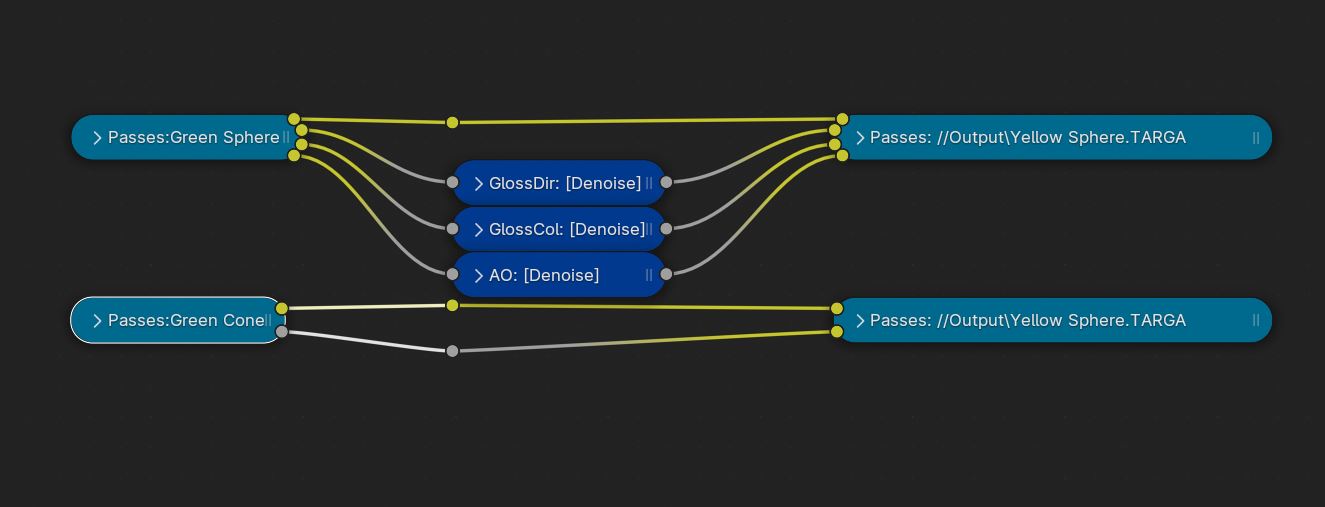 Passes:Green Sphere
Passes: //Output\Yellow Sphere.TARGA
GlossDir: [Denoise]
GlossCol: [Denoise]
AO: [Denoise]
Passes:Green Cone
Passes: //Output\Yellow Sphere.TARGA